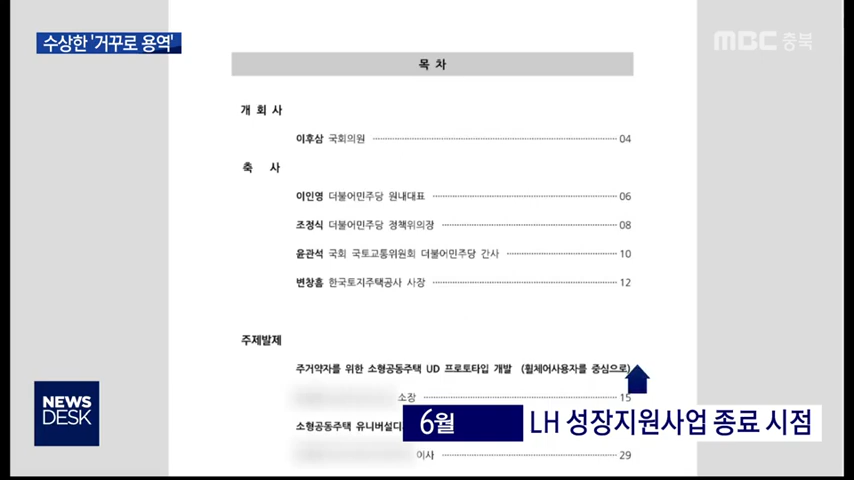 수상한 '거꾸로 용역'
MBC 충북
목 차
개 회 사
이후삼 국회의원 04
축 사
이인영 더불어민주당 원내대표 06
조정식 더불어민주당 정책위의장 08
윤관석 국회 국토교통위원회 더불어민주당 간사 10
변창흠 한국토지주택공사 사장 12
주제발제
주거약자를 위한 소형공동주택 UD 프로토타입 개발 (휠체어사용자를 중심으로)
소장 15
소형공동주택 유니버설디
이사 29
6월 LH 성장지원사업 종료 시점
NEWS
DESK